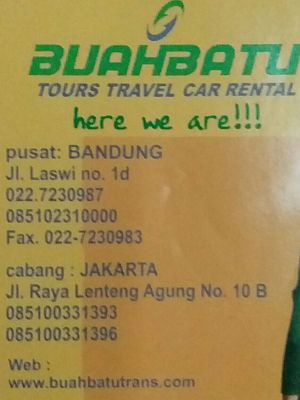 BUAHBATU
TOURS TRAVEL CAR RENTAL
here we are!!!
pusat: BANDUNG
Jl. Laswi no. 1d
022.7230987
085102310000
Fax. 022-7230983
cabang : JAKARTA
Jl. Raya Lenteng Agung No. 10 B
085100331393
085100331396
Web :
www.buahbatutrans.com